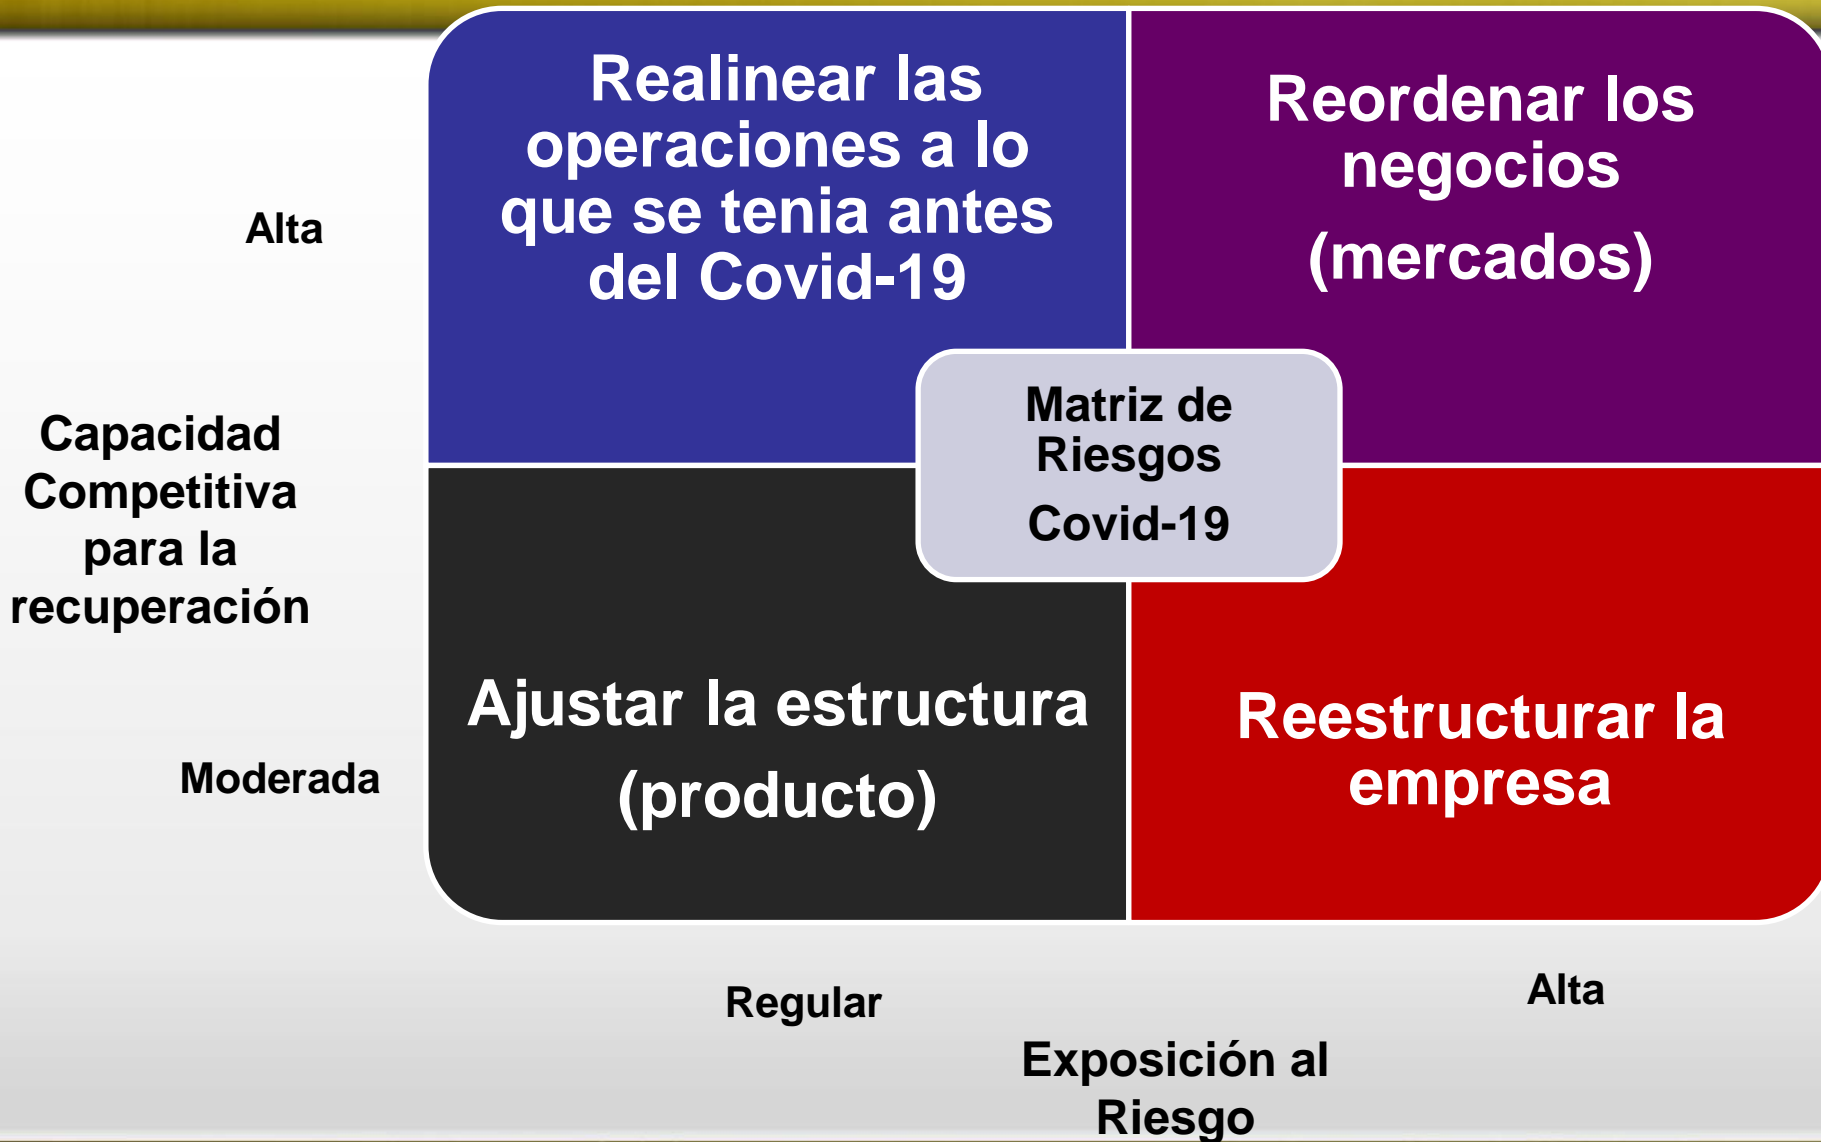 Realinear las
operaciones a lo
que se tenia antes
del Covid-19
Reordenar los
negocios
(mercados)
Alta
Capacidad
Competitiva
para la
recuperación
Matriz de
Riesgos
Covid-19
Ajustar la estructura
(producto)
Reestructurar la
empresa
Moderada
Regular
Alta
Exposición al
Riesgo